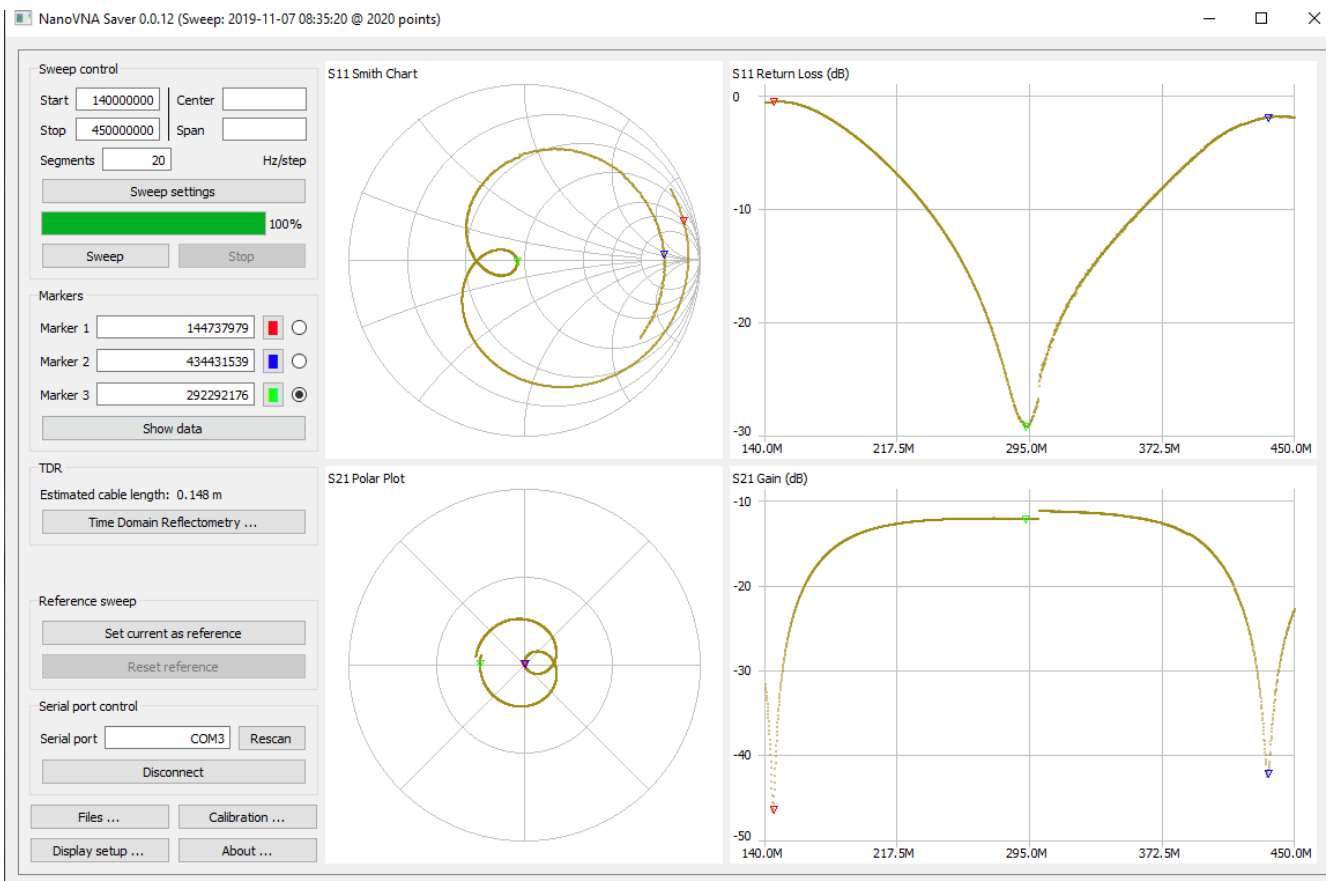 NanoVNA Saver 0.0.12 (Sweep: 2019-11-07 08:35:20 @ 2020 points)
Sweep control
Start 140000000 Center
Stop 450000000 Span
Segments 20 Hz/step
Sweep settings
100%
Sweep Stop
Markers
Marker 1 144737979
Marker 2 434431539
Marker 3 292292176
Show data
TDR
Estimated cable length: 0.148 m
Time Domain Reflectometry ...
Reference sweep
Set current as reference
Reset reference
Serial port control
Serial port COM3 Rescan
Disconnect
Files ... Calibration ...
Display setup ... About ...
S11 Smith Chart
S11 Return Loss (dB)
0
-10
-20
-30
140.0M 217.5M 295.0M 372.5M 450.0M
S21 Polar Plot
S21 Gain (dB)
-10
-20
-30
-40
-50
140.0M 217.5M 295.0M 372.5M 450.0M